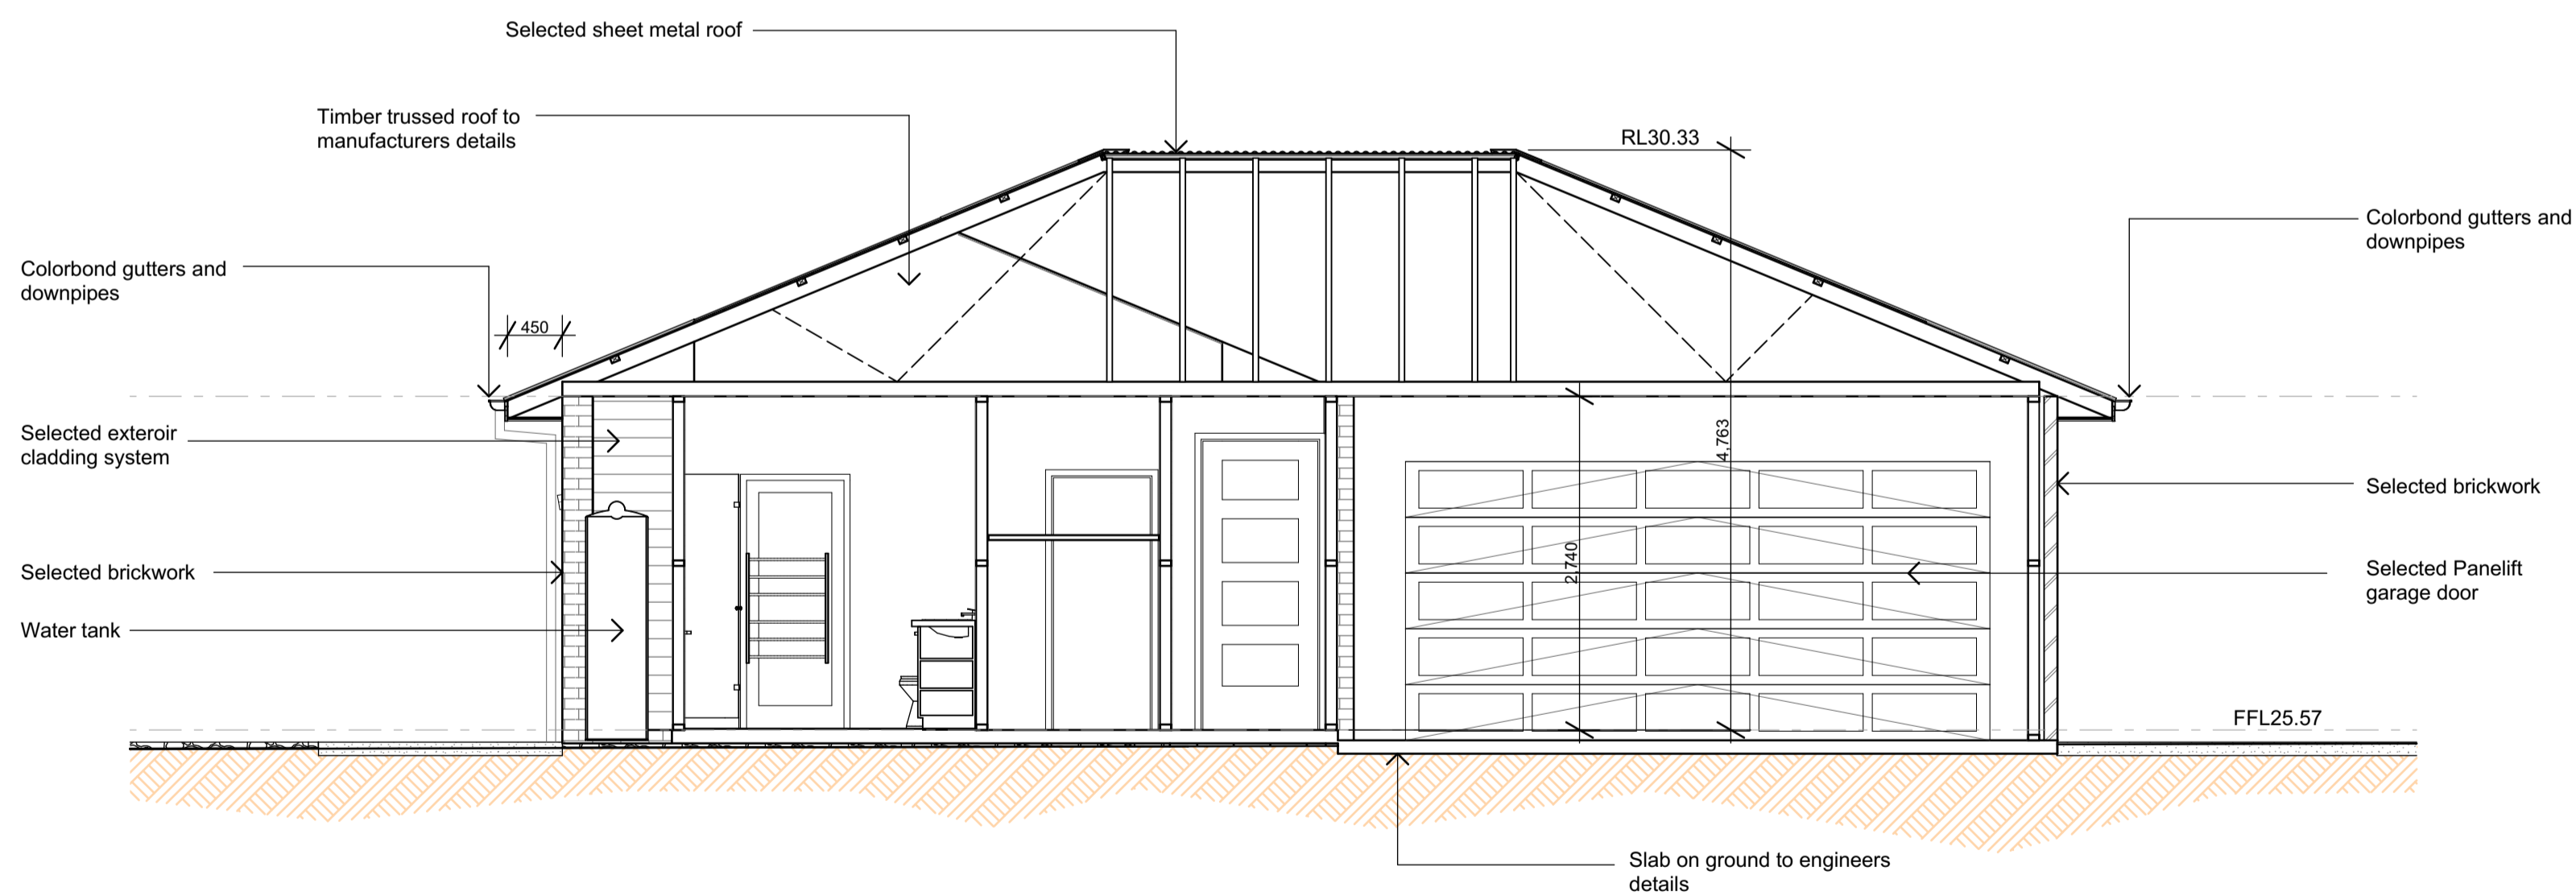 Selected sheet metal roof
Timber trussed roof to
manufacturers details
RL30.33
Colorbond gutters and
downpipes
Colorbond gutters and
downpipes
450
Selected exteroir
cladding system
4,763
Selected brickwork
2,740
Selected brickwork
Selected Panelift
garage door
Water tank
FFL25.57
Slab on ground to engineers
details